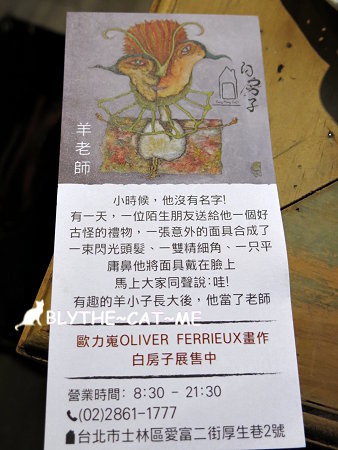 白房子
羊老師
小時候，他沒有名字!
有一天，一位陌生朋友送給他一個好
古怪的禮物，一張意外的面具合成了
一束閃光頭髮、一雙精細角、一只平
庸鼻他將面具戴在臉上
馬上大家同聲說:哇!
有趣的羊小子長大後，他當了老師
BLYTHE~CAT~ME
歐力嵬OLIVER FERRIEUX畫作
白房子展售中
營業時間: 8:30 - 21:30
(02)2861-1777
台北市士林區愛富二街厚生巷2號